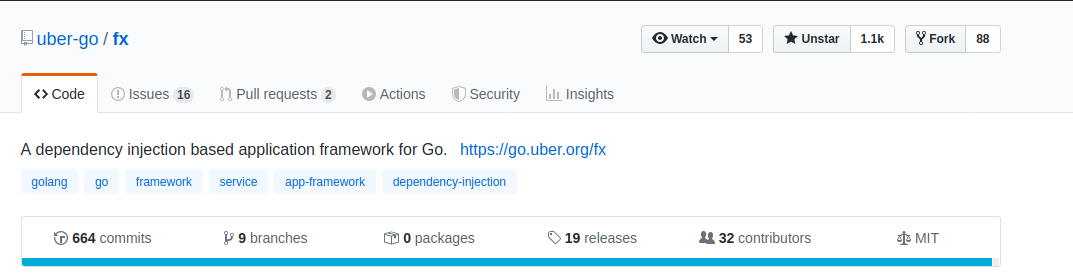 uber-go / fx
Watch 53 Unstar 1.1k Fork 88
Code Issues 16 Pull requests 2 Actions Security Insights
A dependency injection based application framework for Go. https://go.uber.org/fx
golang go framework service app-framework dependency-injection
664 commits 9 branches 0 packages 19 releases 32 contributors MIT